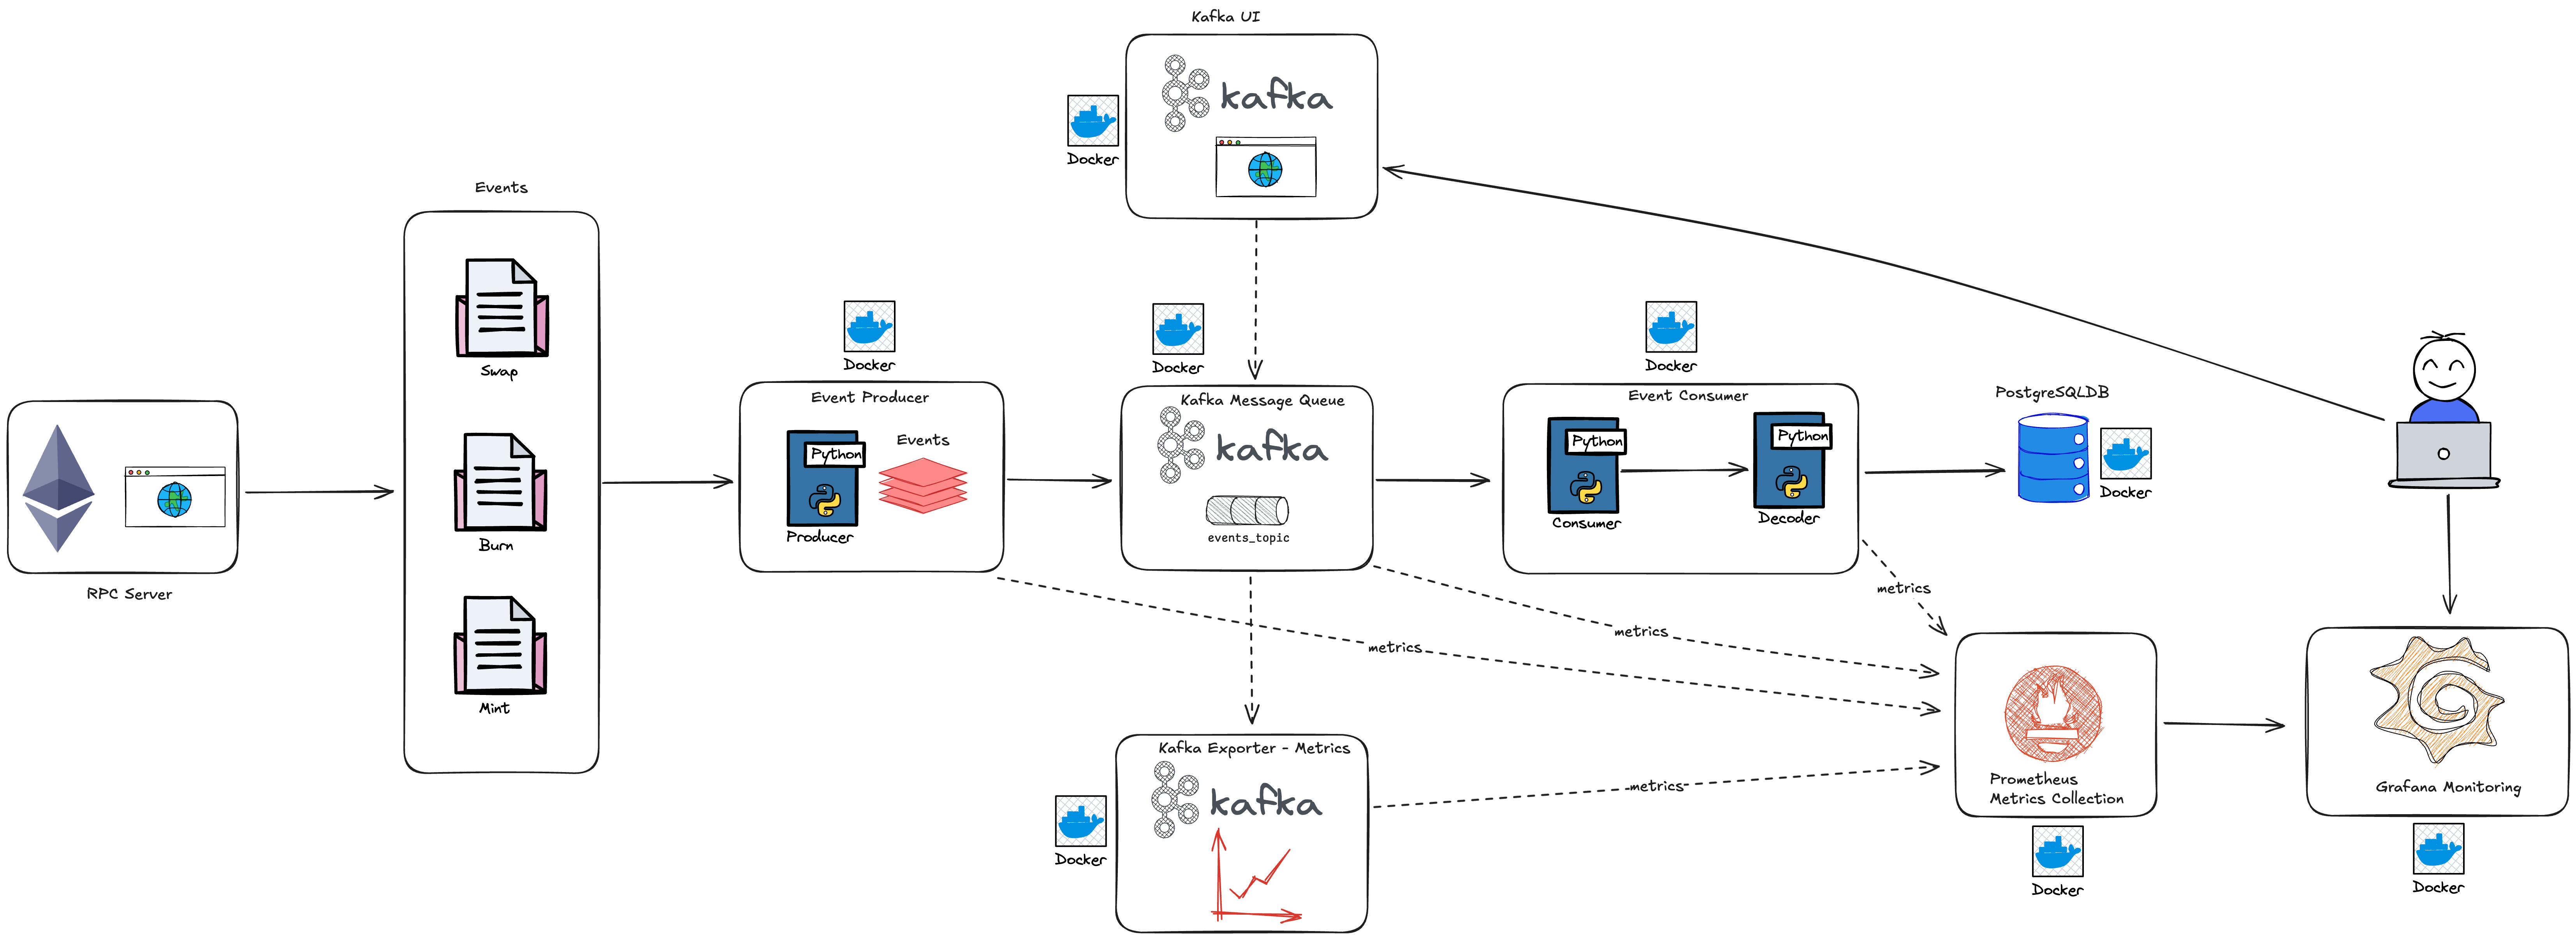 Kafka UI
kafka
Docker
Events
Swap
Burn
Mint
RPC Server
Docker
Event Producer
Python
Events
Producer
Docker
Kafka Message Queue
kafka
events_topic
Docker
Event Consumer
Python
Consumer
Python
Decoder
PostgreSQLDB
Docker
metrics
metrics
metrics
metrics
Kafka Exporter - Metrics
kafka
Docker
Prometheus
Metrics Collection
Docker
Grafana Monitoring
Docker